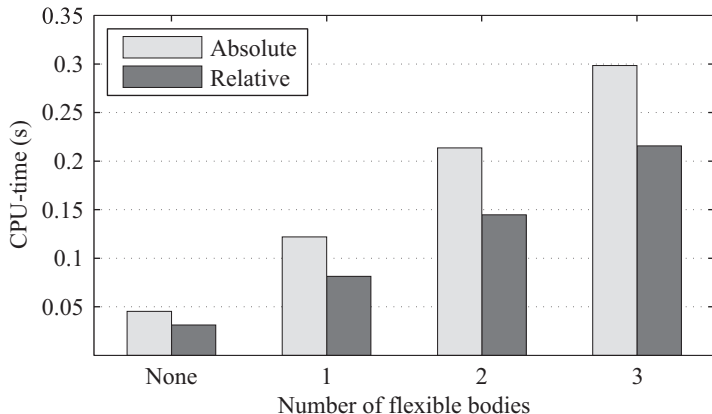 0.35
0.3
0.25
0.2
0.15
0.1
0.05
CPU-time (s)
Absolute
Relative
None 1 2 3
Number of flexible bodies